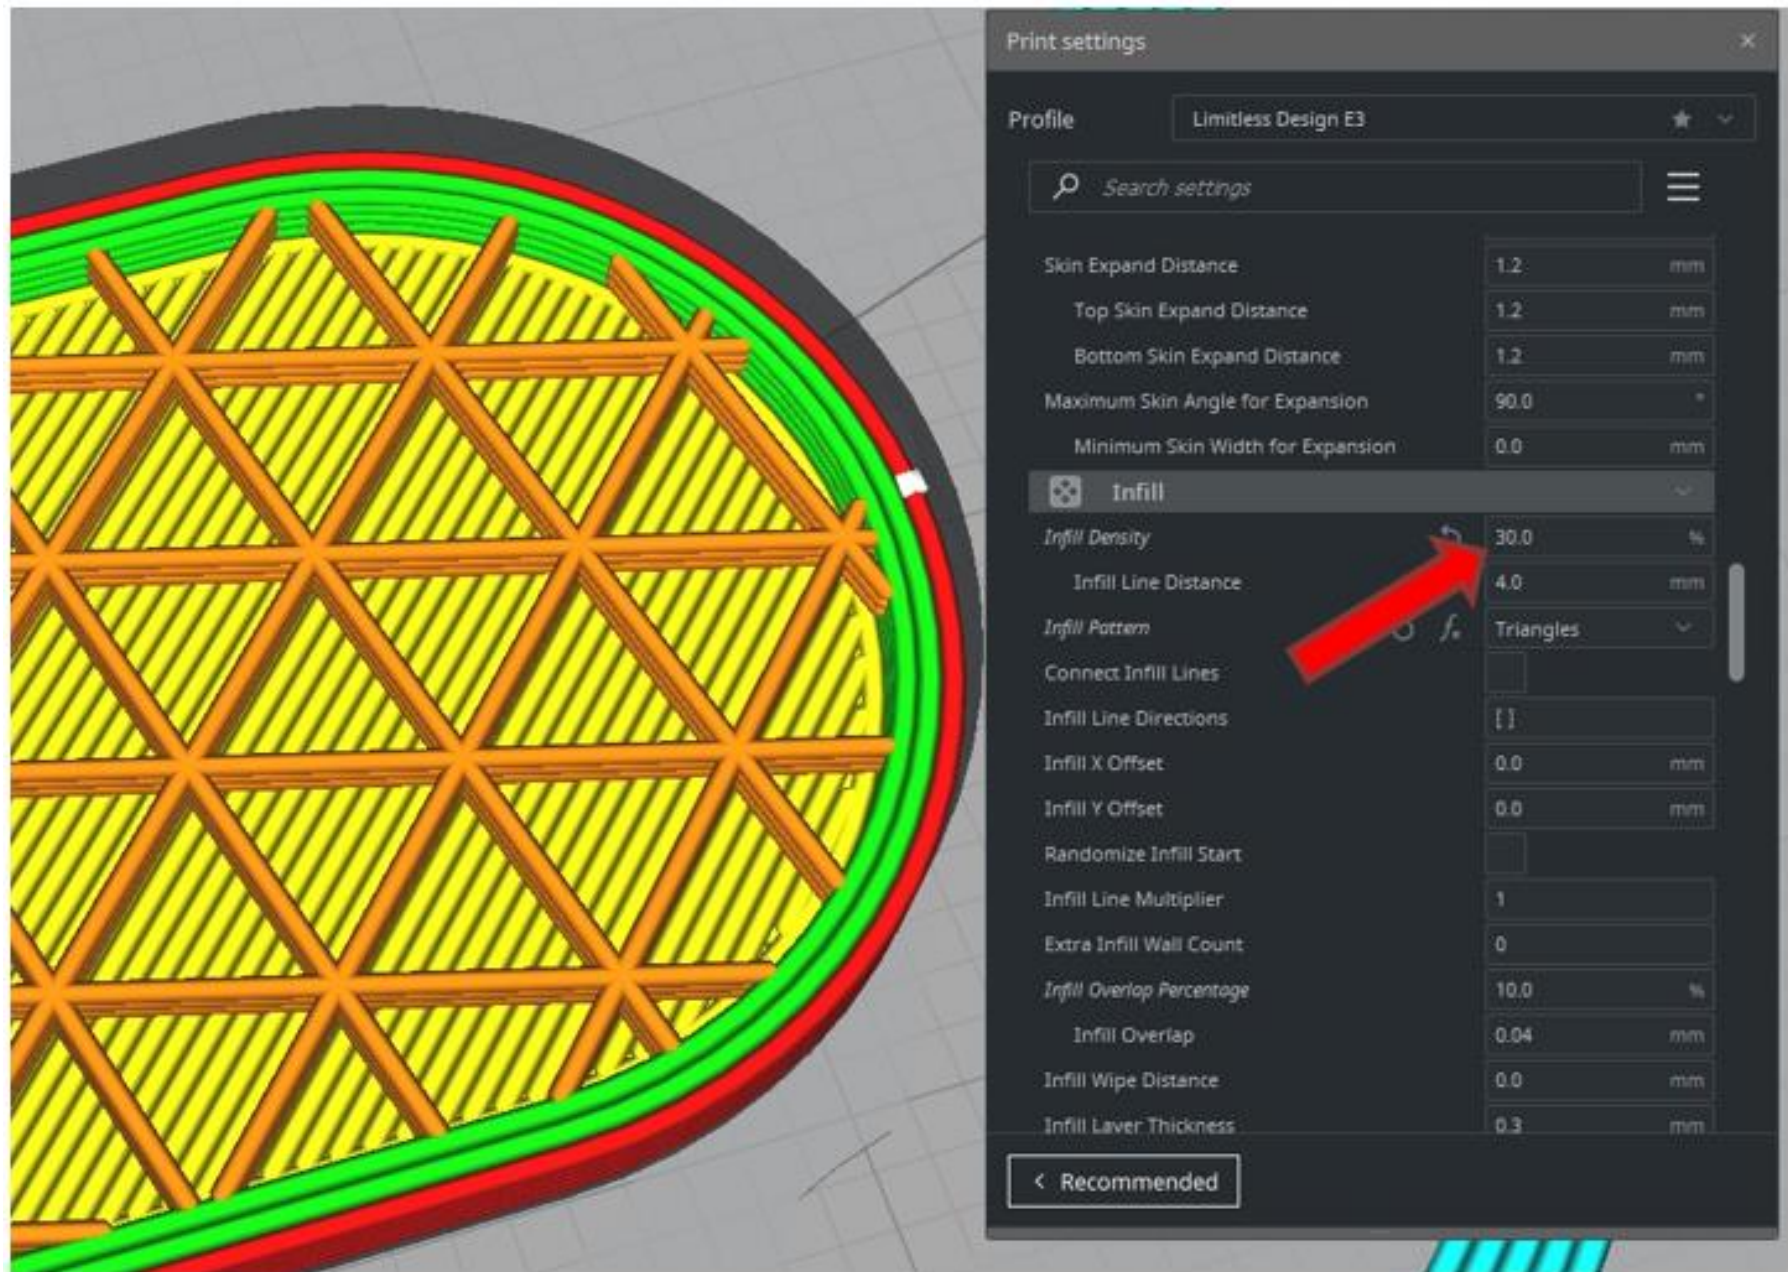 Print settings ×
Profile Limitless Design E3
Search settings
Skin Expand Distance 1.2 mm
Top Skin Expand Distance 1.2 mm
Bottom Skin Expand Distance 1.2 mm
Maximum Skin Angle for Expansion 90.0 °
Minimum Skin Width for Expansion 0.0 mm
Infill
Infill Density 30.0 %
Infill Line Distance 4.0 mm
Infill Pattern Triangles
Connect Infill Lines
Infill Line Directions [ ]
Infill X Offset 0.0 mm
Infill Y Offset 0.0 mm
Randomize Infill Start
Infill Line Multiplier 1
Extra Infill Wall Count 0
Infill Overlap Percentage 10.0 %
Infill Overlap 0.04 mm
Infill Wipe Distance 0.0 mm
Infill Layer Thickness 0.3 mm
< Recommended